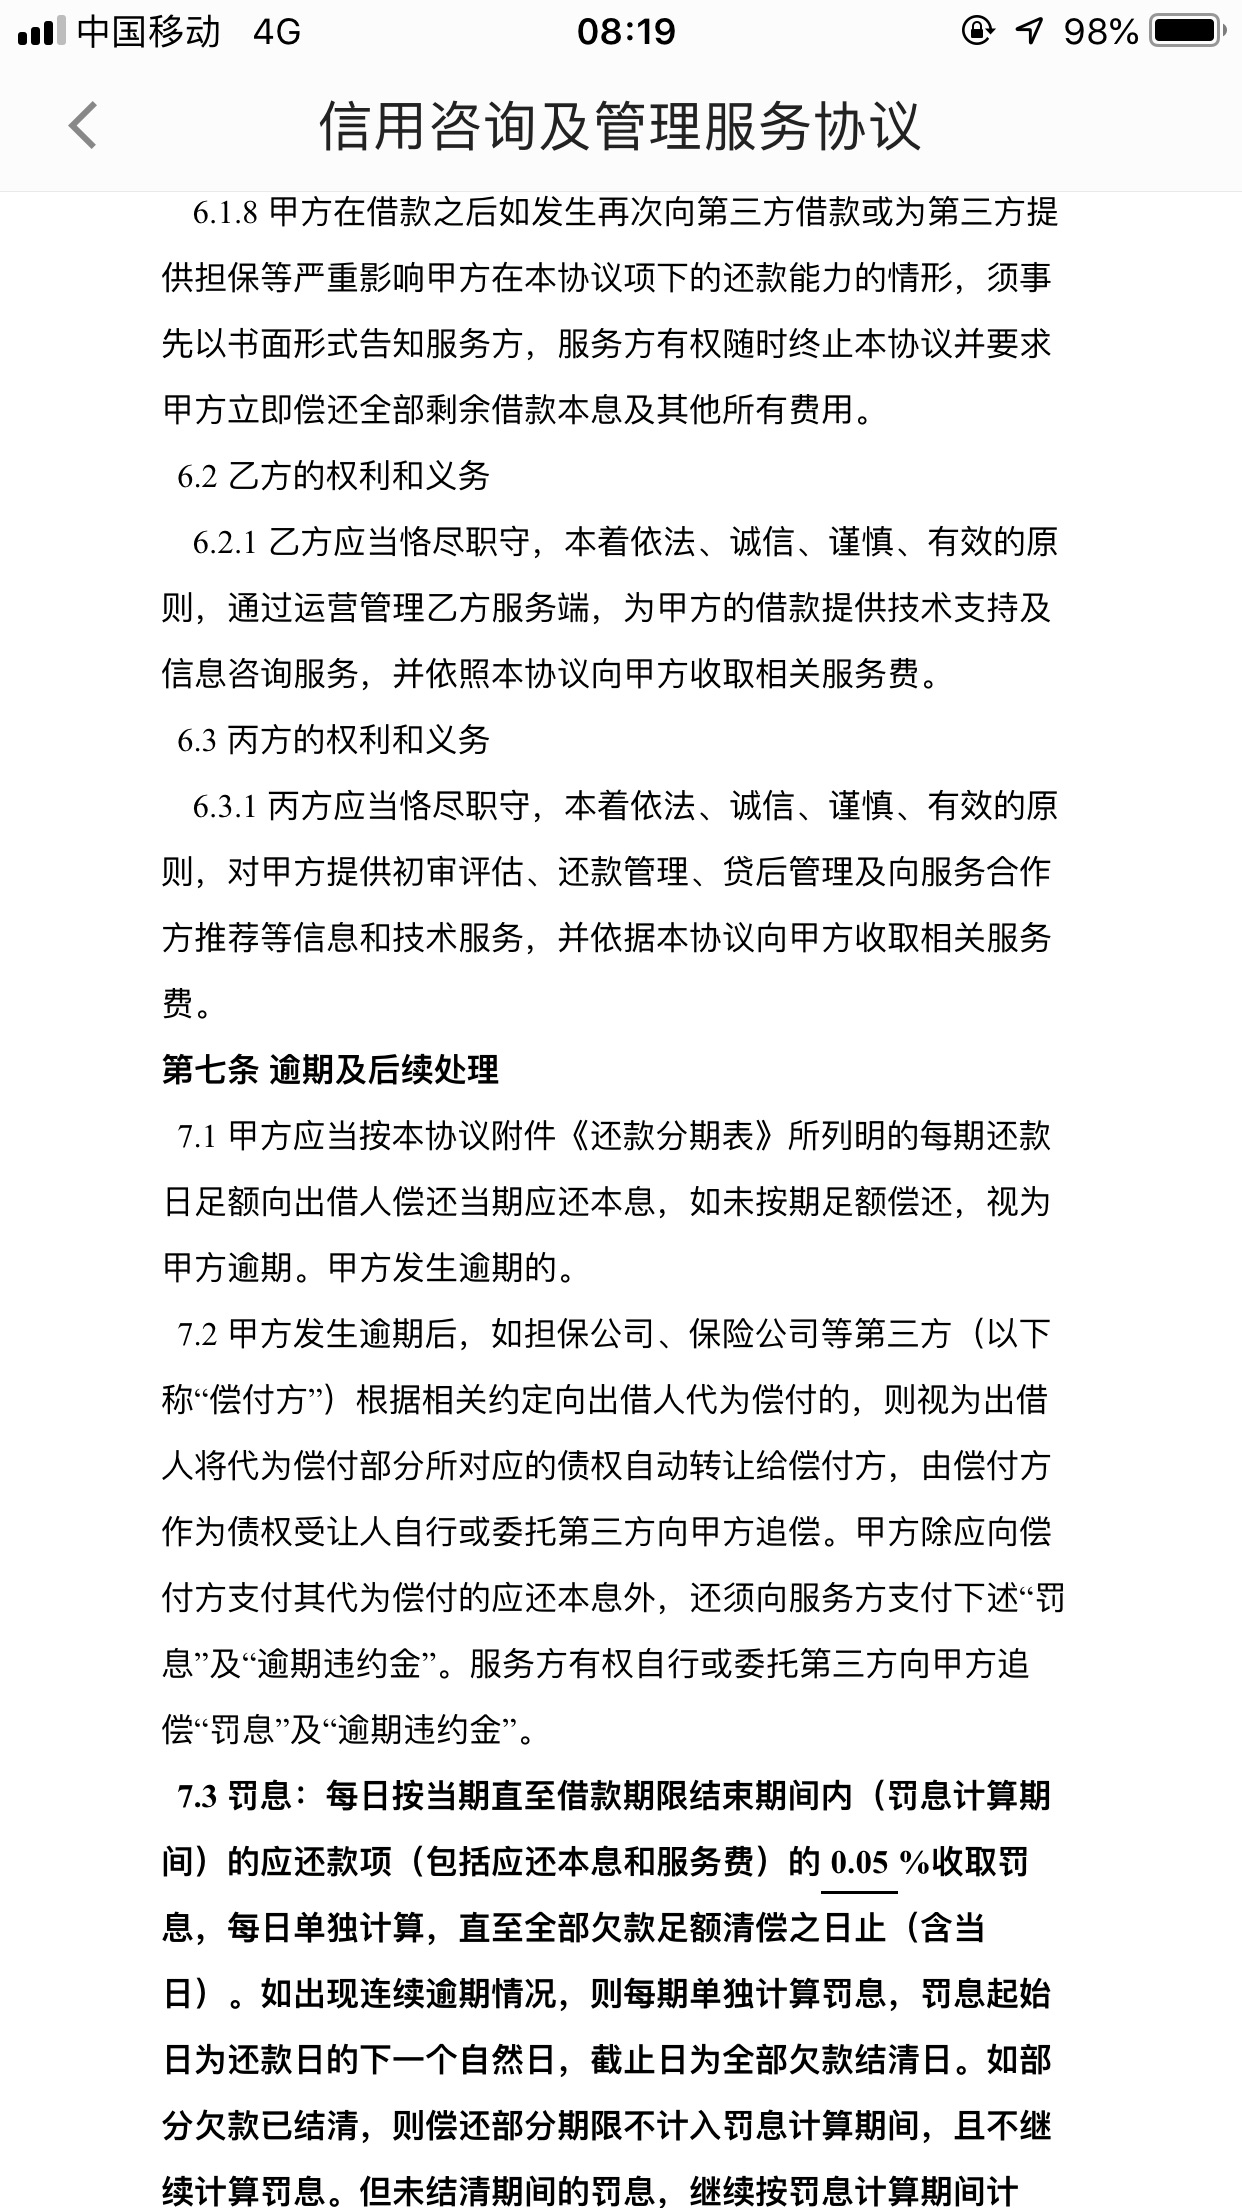 中国移动 4G 08:19 98%
信用咨询及管理服务协议
6.1.8 甲方在借款之后如发生再次向第三方借款或为第三方提
供担保等严重影响甲方在本协议项下的还款能力的情形，须事
先以书面形式告知服务方，服务方有权随时终止本协议并要求
甲方立即偿还全部剩余借款本息及其他所有费用。
6.2 乙方的权利和义务
6.2.1 乙方应当恪尽职守，本着依法、诚信、谨慎、有效的原
则，通过运营管理乙方服务端，为甲方的借款提供技术支持及
信息咨询服务，并依照本协议向甲方收取相关服务费。
6.3 丙方的权利和义务
6.3.1 丙方应当恪尽职守，本着依法、诚信、谨慎、有效的原
则，对甲方提供初审评估、还款管理、贷后管理及向服务合作
方推荐等信息和技术服务，并依据本协议向甲方收取相关服务
费。
第七条 逾期及后续处理
7.1 甲方应当按本协议附件《还款分期表》所列明的每期还款
日足额向出借人偿还当期应还本息，如未按期足额偿还，视为
甲方逾期。甲方发生逾期的。
7.2 甲方发生逾期后，如担保公司、保险公司等第三方（以下
称“偿付方”）根据相关约定向出借人代为偿付的，则视为出借
人将代为偿付部分所对应的债权自动转让给偿付方，由偿付方
作为债权受让人自行或委托第三方向甲方追偿。甲方除应向偿
付方支付其代为偿付的应还本息外，还须向服务方支付下述“罚
息”及“逾期违约金”。服务方有权自行或委托第三方向甲方追
偿“罚息”及“逾期违约金”。
7.3 罚息：每日按当期直至借款期限结束期间内（罚息计算期
间）的应还款项（包括应还本息和服务费）的 0.05 %收取罚
息，每日单独计算，直至全部欠款足额清偿之日止（含当
日）。如出现连续逾期情况，则每期单独计算罚息，罚息起始
日为还款日的下一个自然日，截止日为全部欠款结清日。如部
分欠款已结清，则偿还部分期限不计入罚息计算期间，且不继
续计算罚息。但未结清期间的罚息，继续按罚息计算期间计